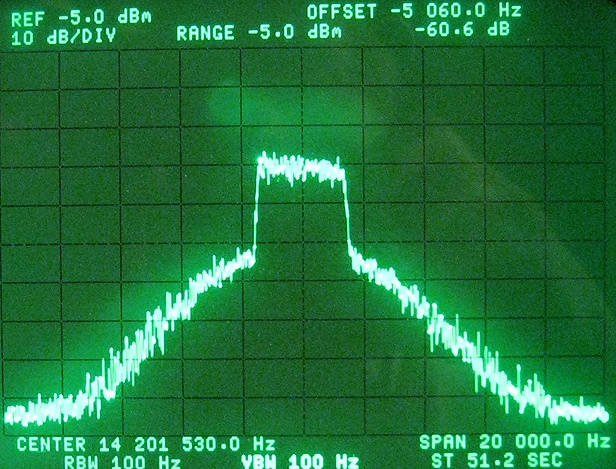 REF -5.0 dBm OFFSET -5 060.0 Hz
10 dB/DIV RANGE -5.0 dBm -60.6 dB
CENTER 14 201 530.0 Hz SPAN 20 000.0 Hz
RBW 100 Hz VBW 100 Hz ST 51.2 SEC